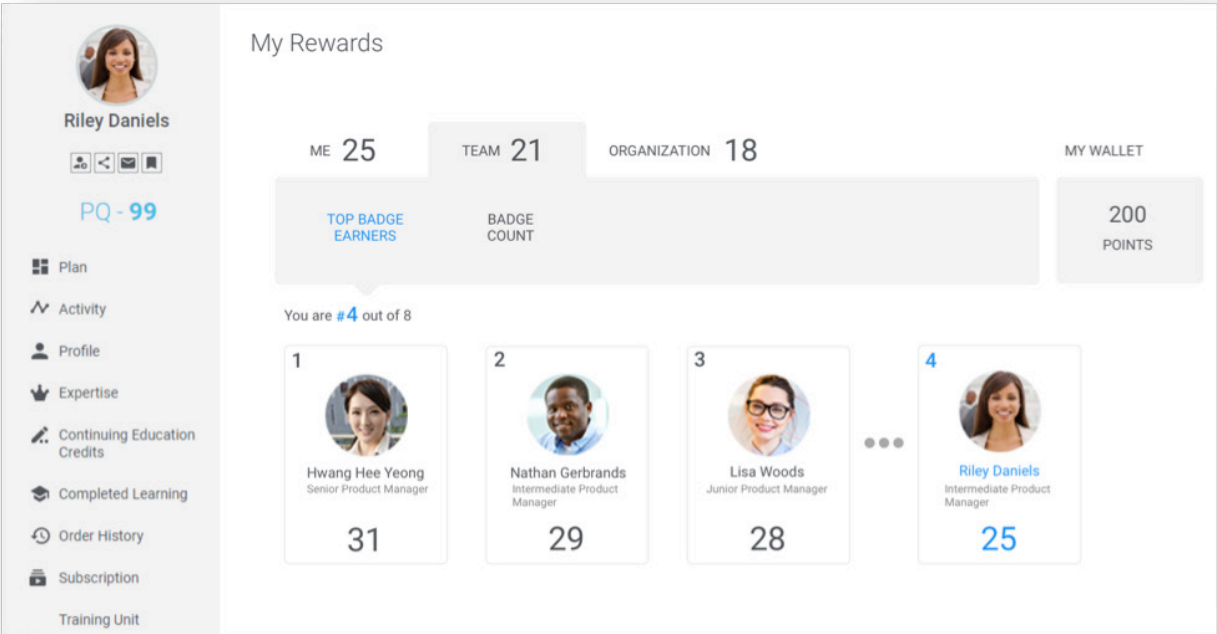 My Rewards
Riley Daniels
PQ - 99
Plan
Activity
Profile
Expertise
Continuing Education
Credits
Completed Learning
Order History
Subscription
Training Unit
ME 25
TEAM 21
ORGANIZATION 18
MY WALLET
TOP BADGE
EARNERS
BADGE
COUNT
200
POINTS
You are #4 out of 8
1
Hwang Hee Yeong
Senior Product Manager
31
2
Nathan Gerbrands
Intermediate Product
Manager
29
3
Lisa Woods
Junior Product Manager
28
4
Riley Daniels
Intermediate Product
Manager
25